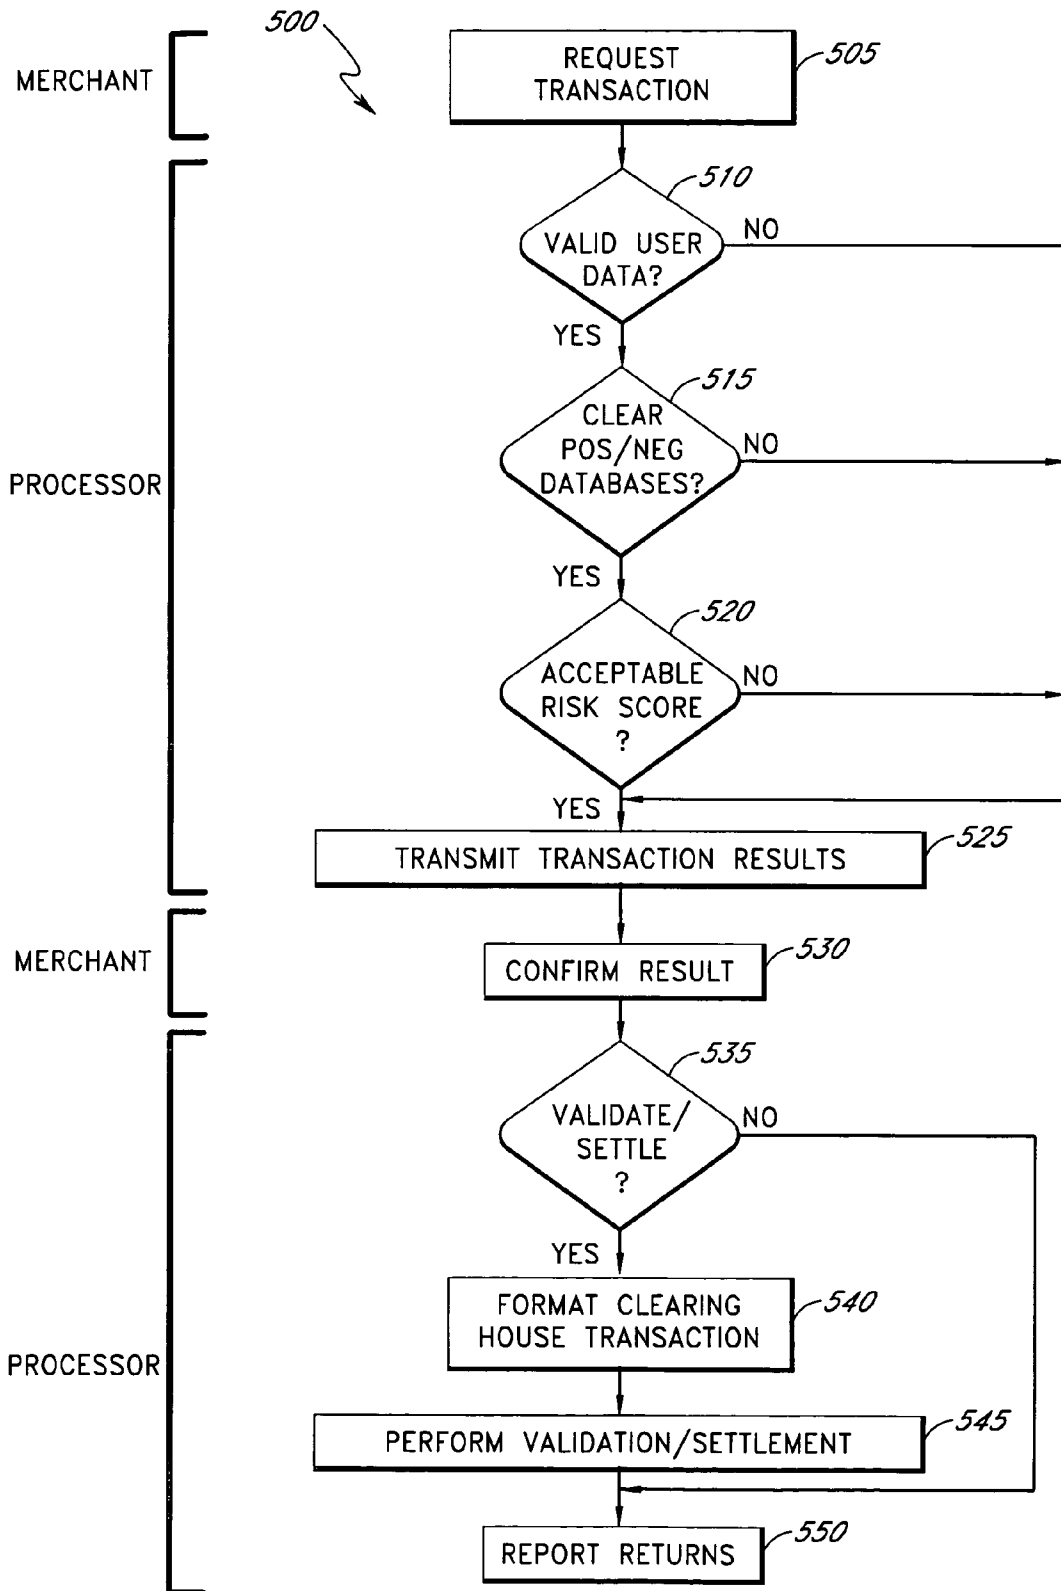 500
MERCHANT
REQUEST
TRANSACTION
505
510
VALID USER
DATA?
NO
YES
515
CLEAR
POS/NEG
DATABASES?
NO
PROCESSOR
YES
520
ACCEPTABLE
RISK SCORE
?
NO
YES
525
TRANSMIT TRANSACTION RESULTS
MERCHANT
CONFIRM RESULT
530
535
VALIDATE/
SETTLE
?
NO
YES
FORMAT CLEARING
HOUSE TRANSACTION
540
PROCESSOR
PERFORM VALIDATION/SETTLEMENT
545
REPORT RETURNS
550